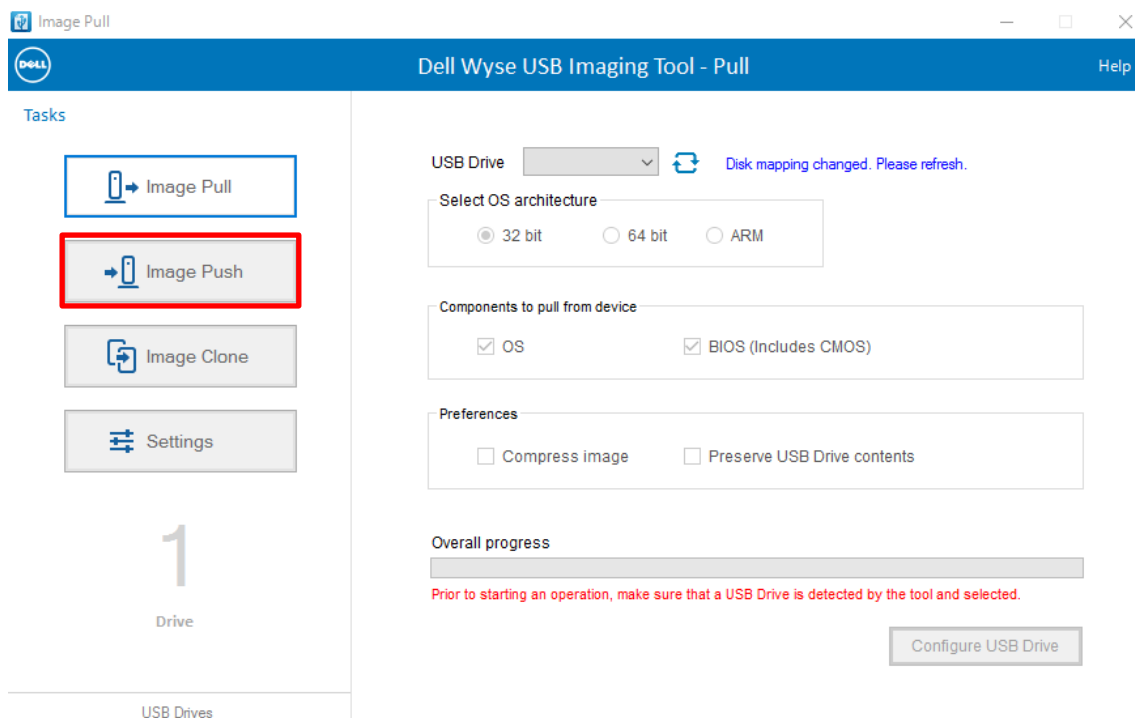 Image Pull
DELL
Dell Wyse USB Imaging Tool - Pull
Help
Tasks
Image Pull
Image Push
Image Clone
Settings
1
Drive
USB Drives
USB Drive
Disk mapping changed. Please refresh.
Select OS architecture
32 bit 64 bit ARM
Components to pull from device
OS BIOS (Includes CMOS)
Preferences
Compress image Preserve USB Drive contents
Overall progress
Prior to starting an operation, make sure that a USB Drive is detected by the tool and selected.
Configure USB Drive